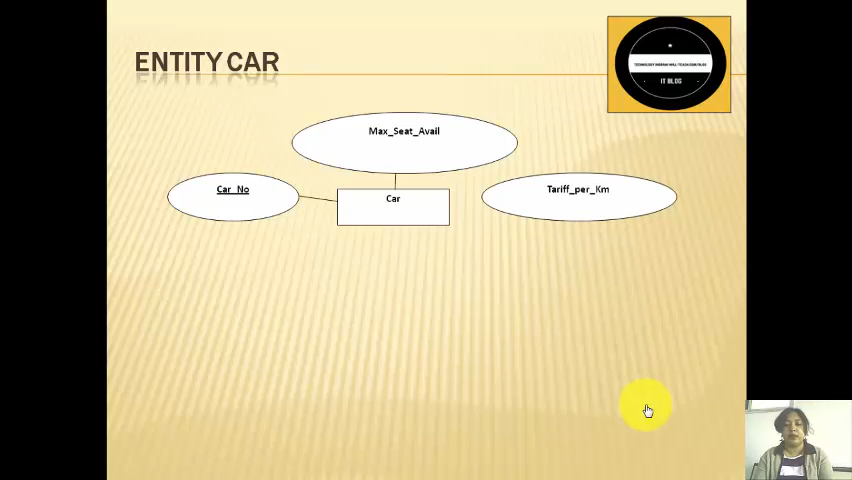 ENTITY CAR
IT BLOG
Max_Seat_Avail
Car_No
Tariff_per_Km
Car